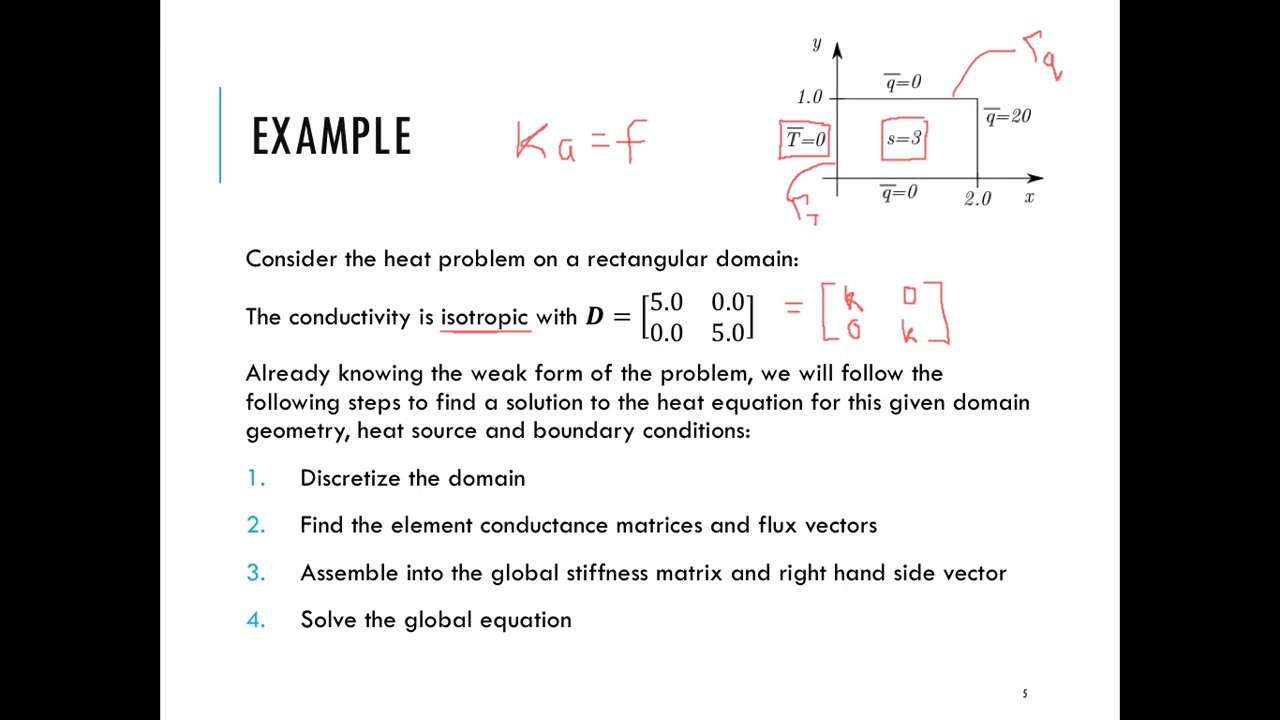 EXAMPLE
Ka = f
y
1.0
q̅=0
Γq
T̅=0
s=3
q̅=20
q̅=0
2.0
x
ΓT
Consider the heat problem on a rectangular domain:
The conductivity is isotropic with D = [5.0 0.0
0.0 5.0] = [k 0
0 k]
Already knowing the weak form of the problem, we will follow the
following steps to find a solution to the heat equation for this given domain
geometry, heat source and boundary conditions:
1. Discretize the domain
2. Find the element conductance matrices and flux vectors
3. Assemble into the global stiffness matrix and right hand side vector
4. Solve the global equation
5